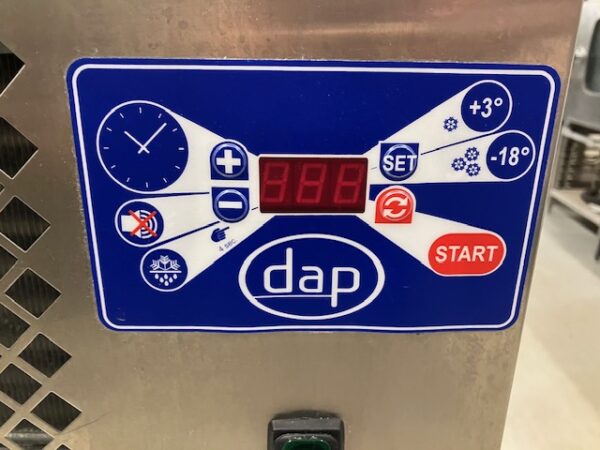 +3°
-18°
SET
888
4 sec
START
dap